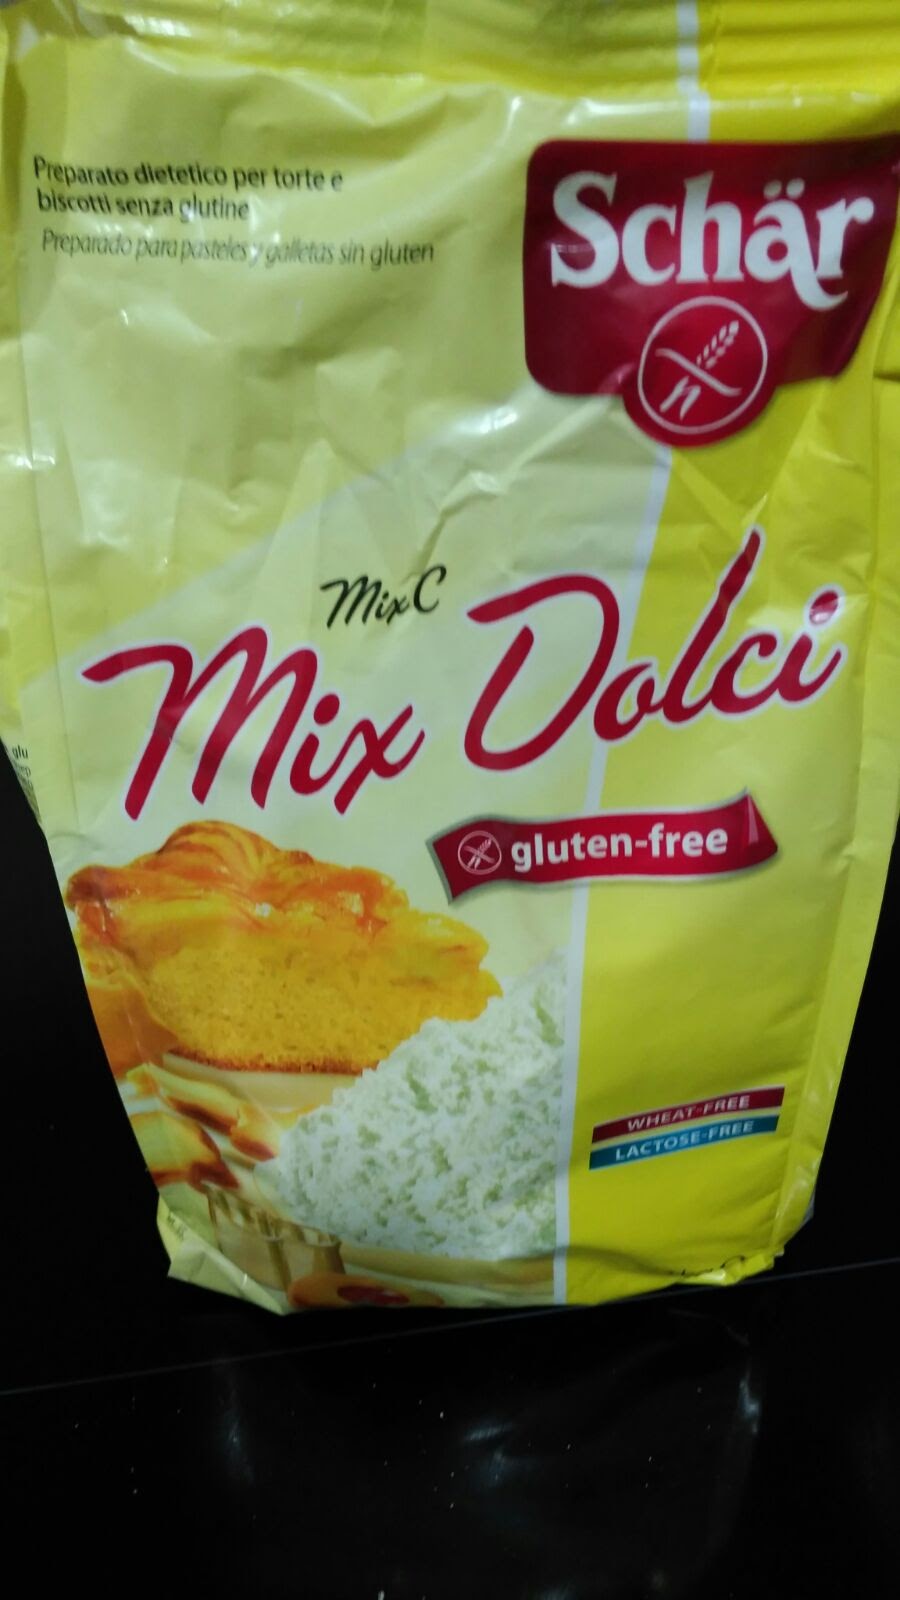 Preparato dietetico per torte e
biscotti senza glutine
Preparado para pasteles y galletas sin gluten
Schär
Mix C
Mix Dolci
gluten-free
WHEAT-FREE
LACTOSE-FREE
glu